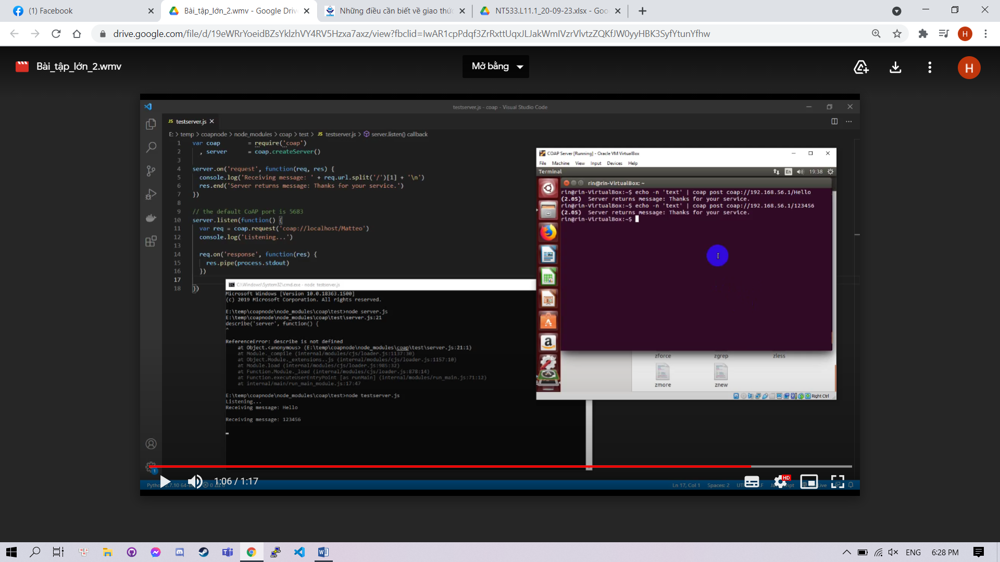 (1) Facebook
Bài_tập_lớn_2.wmv - Google Driv
Những điều cần biết về giao thức
NT533.L11.1_20-09-23.xlsx - Goo
drive.google.com/file/d/19eWRrYoeidBZsYklzhVY4RV5Hzxa7axz/view?fbclid=IwAR1cpPdqf3ZrRxttUqxJLJakWmIVzrVlvtzZQKfJW0yyHBK3SyfYtunYfhw
H
Bài_tập_lớn_2.wmv
Mở bằng
H
testserver.js - coap - Visual Studio Code
JS testserver.js
E: > temp > coapnode > node_modules > coap > test > JS testserver.js > server.listen() callback
1 var coap = require('coap')
2 , server = coap.createServer()
3
4 server.on('request', function(req, res) {
5 console.log('Receiving message: ' + req.url.split('/')[1] + '\n')
6 res.end('Server returns message: Thanks for your service.')
7 })
8
9 // the default CoAP port is 5683
10 server.listen(function() {
11 var req = coap.request('coap://localhost/Matteo')
12 console.log('Listening...')
13
14 req.on('response', function(res) {
15 res.pipe(process.stdout)
16 })
17
18 })
COAP Server [Running] - Oracle VM VirtualBox
File Machine View Input Devices Help
Terminal En 19:38
rin@rin-VirtualBox: ~
rin@rin-VirtualBox:~$ echo -n 'text' | coap post coap://192.168.56.1/Hello
(2.05) Server returns message: Thanks for your service.
rin@rin-VirtualBox:~$ echo -n 'text' | coap post coap://192.168.56.1/123456
(2.05) Server returns message: Thanks for your service.
rin@rin-VirtualBox:~$
zforce zgrep zless
zmore znew
Right Ctrl
C:\Windows\System32\cmd.exe - node testserver.js
Microsoft Windows [Version 10.0.18363.1500]
(c) 2019 Microsoft Corporation. All rights reserved.
E:\temp\coapnode\node_modules\coap\test>node server.js
E:\temp\coapnode\node_modules\coap\test\server.js:21
describe('server', function() {
^
ReferenceError: describe is not defined
at Object.<anonymous> (E:\temp\coapnode\node_modules\coap\test\server.js:21:1)
at Module._compile (internal/modules/cjs/loader.js:1137:30)
at Object.Module._extensions..js (internal/modules/cjs/loader.js:1157:10)
at Module.load (internal/modules/cjs/loader.js:985:32)
at Function.Module._load (internal/modules/cjs/loader.js:878:14)
at Function.executeUserEntryPoint [as runMain] (internal/modules/run_main.js:71:12)
at internal/main/run_main_module.js:17:47
E:\temp\coapnode\node_modules\coap\test>node testserver.js
Listening...
Receiving message: Hello
Receiving message: 123456
1
1:06 / 1:17
HD
Ln 17, Col 1 Spaces: 2
ENG 6:28 PM